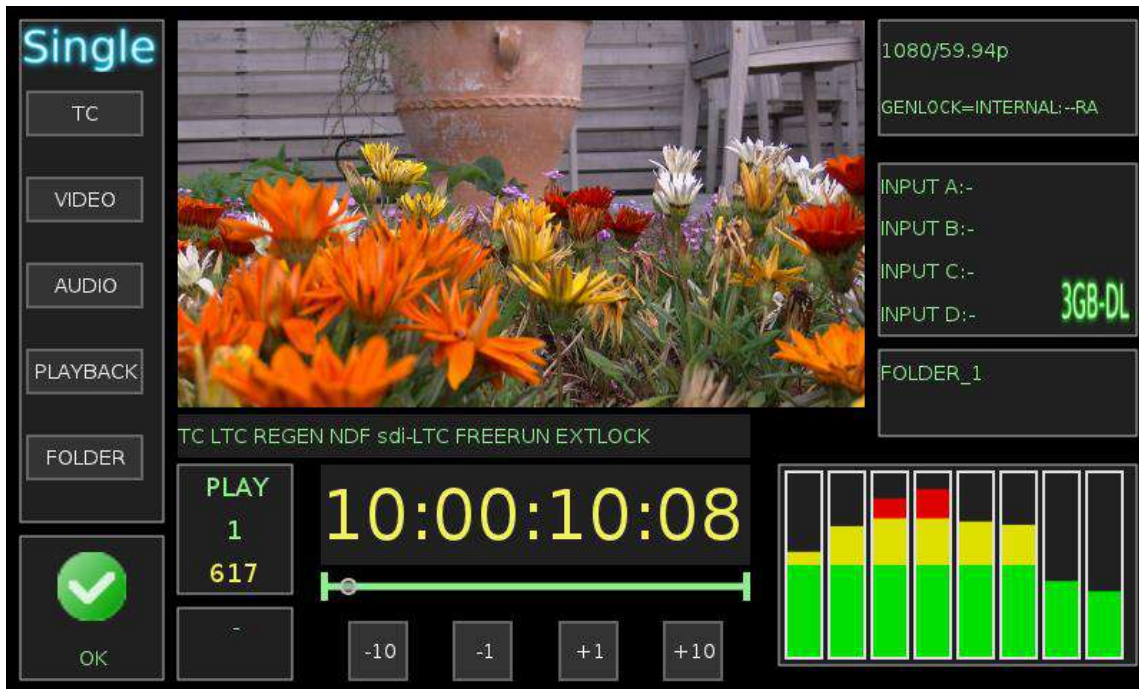 Single
TC
VIDEO
AUDIO
PLAYBACK
FOLDER
OK
1080/59.94p
GENLOCK=INTERNAL:--RA
INPUT A:-
INPUT B:-
INPUT C:-
INPUT D:-
3GB-DL
FOLDER_1
TC LTC REGEN NDF sdi-LTC FREERUN EXTLOCK
PLAY
1
617
10:00:10:08
-
-10
-1
+1
+10